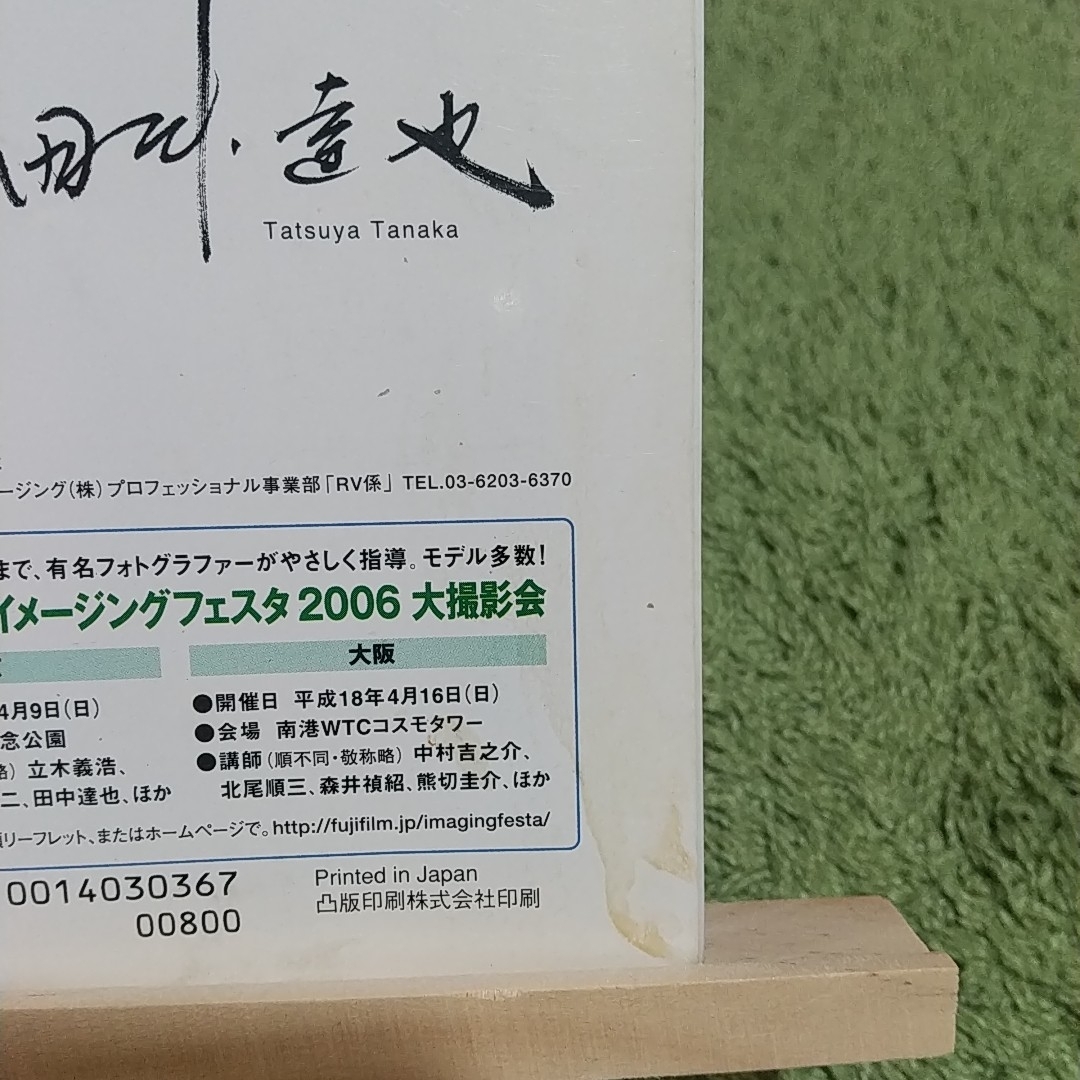 田中 達也
Tatsuya Tanaka
ージング(株)プロフェッショナル事業部「RV係」 TEL.03-6203-6370
まで、有名フォトグラファーがやさしく指導。モデル多数!
イメージングフェスタ2006 大撮影会
大阪
4月9日(日)
念公園
略) 立木義浩、
二、田中達也、ほか
●開催日 平成18年4月16日(日)
●会場 南港WTCコスモタワー
●講師(順不同・敬称略) 中村吉之介、
北尾順三、森井禎紹、熊切圭介、ほか
リーフレット、またはホームページで。http://fujifilm.jp/imagingfesta/
0014030367
00800
Printed in Japan
凸版印刷株式会社印刷